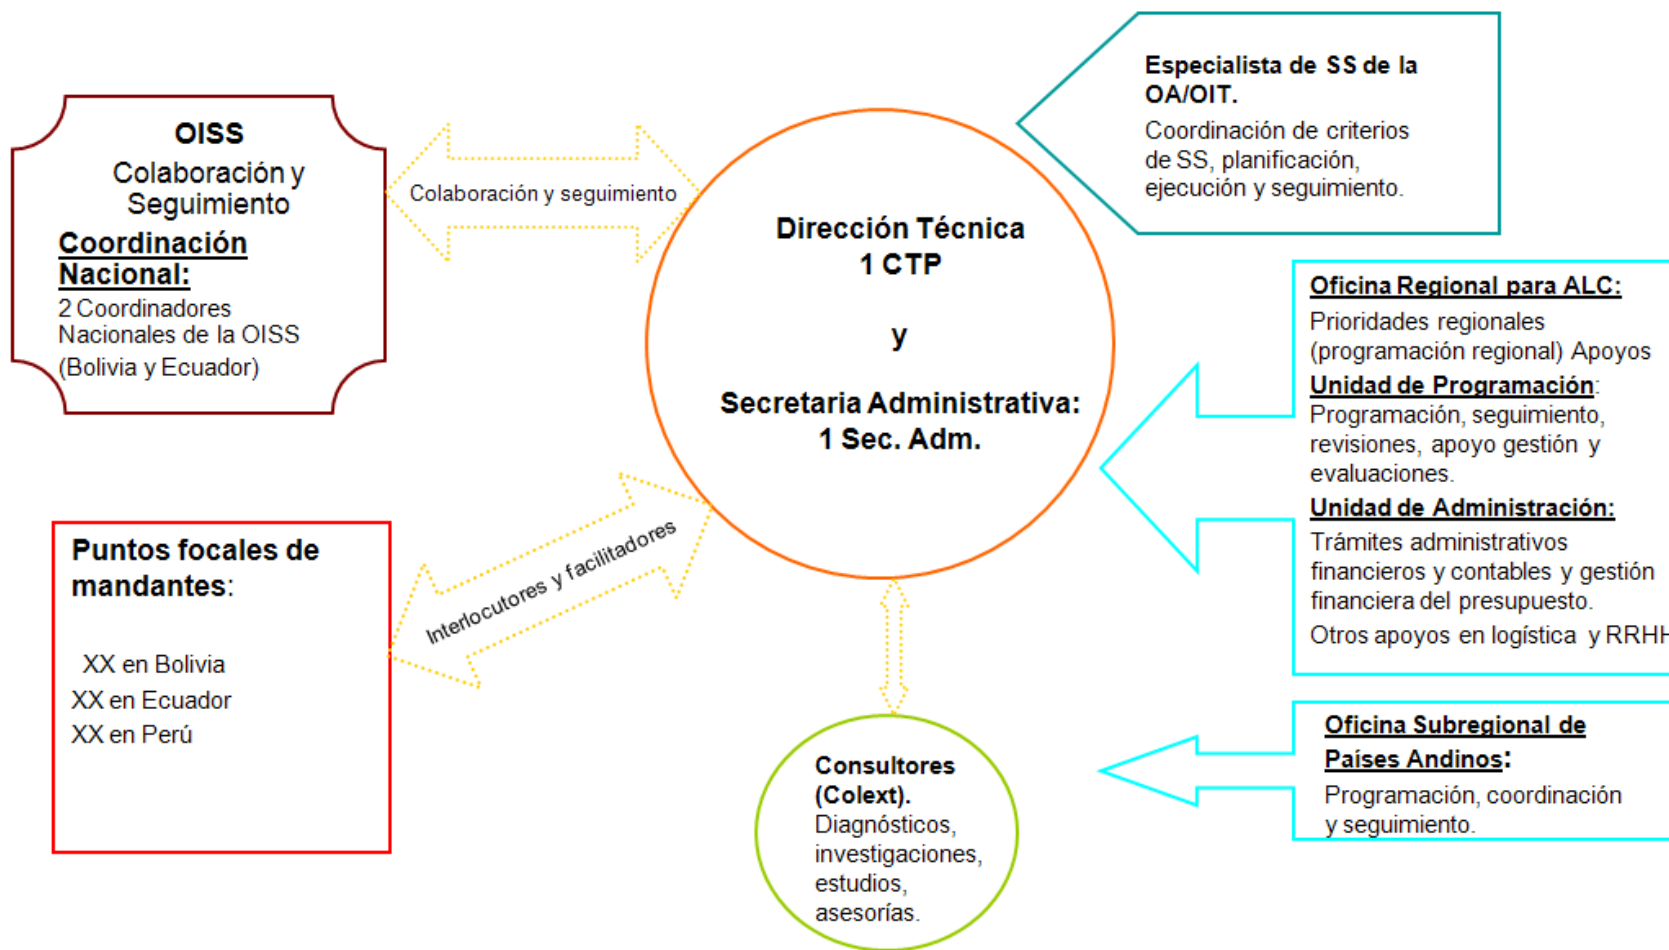 OISS
Colaboración y
Seguimiento
Coordinación
Nacional:
2 Coordinadores
Nacionales de la OISS
(Bolivia y Ecuador)
Colaboración y seguimiento
Dirección Técnica
1 CTP
y
Secretaria Administrativa:
1 Sec. Adm.
Especialista de SS de la
OA/OIT.
Coordinación de criterios
de SS, planificación,
ejecución y seguimiento.
Oficina Regional para ALC:
Prioridades regionales
(programación regional) Apoyos
Unidad de Programación:
Programación, seguimiento,
revisiones, apoyo gestión y
evaluaciones.
Unidad de Administración:
Trámites administrativos
financieros y contables y gestión
financiera del presupuesto.
Otros apoyos en logística y RRHH
Puntos focales de
mandantes:
XX en Bolivia
XX en Ecuador
XX en Perú
Interlocutores y facilitadores
Consultores
(Colext).
Diagnósticos,
investigaciones,
estudios,
asesorías.
Oficina Subregional de
Países Andinos:
Programación, coordinación
y seguimiento.